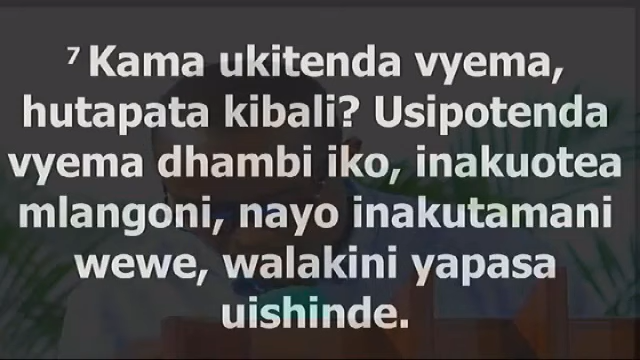 7 Kama ukitenda vyema,
hutapata kibali? Usipotenda
vyema dhambi iko, inakuotea
mlangoni, nayo inakutamani
wewe, walakini yapasa
uishinde.